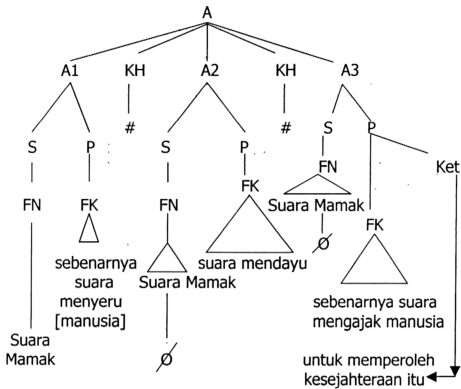 A
A1 KH A2 KH A3
# #
S P S P S P
FN Ket
FN FK FN FK Suara Mamak
sebenarnya suara menyeru [manusia]
Suara Mamak
suara mendayu
Ø
FK
sebenarnya suara
mengajak manusia
Suara
Mamak
Ø
untuk memperoleh
kesejahteraan itu